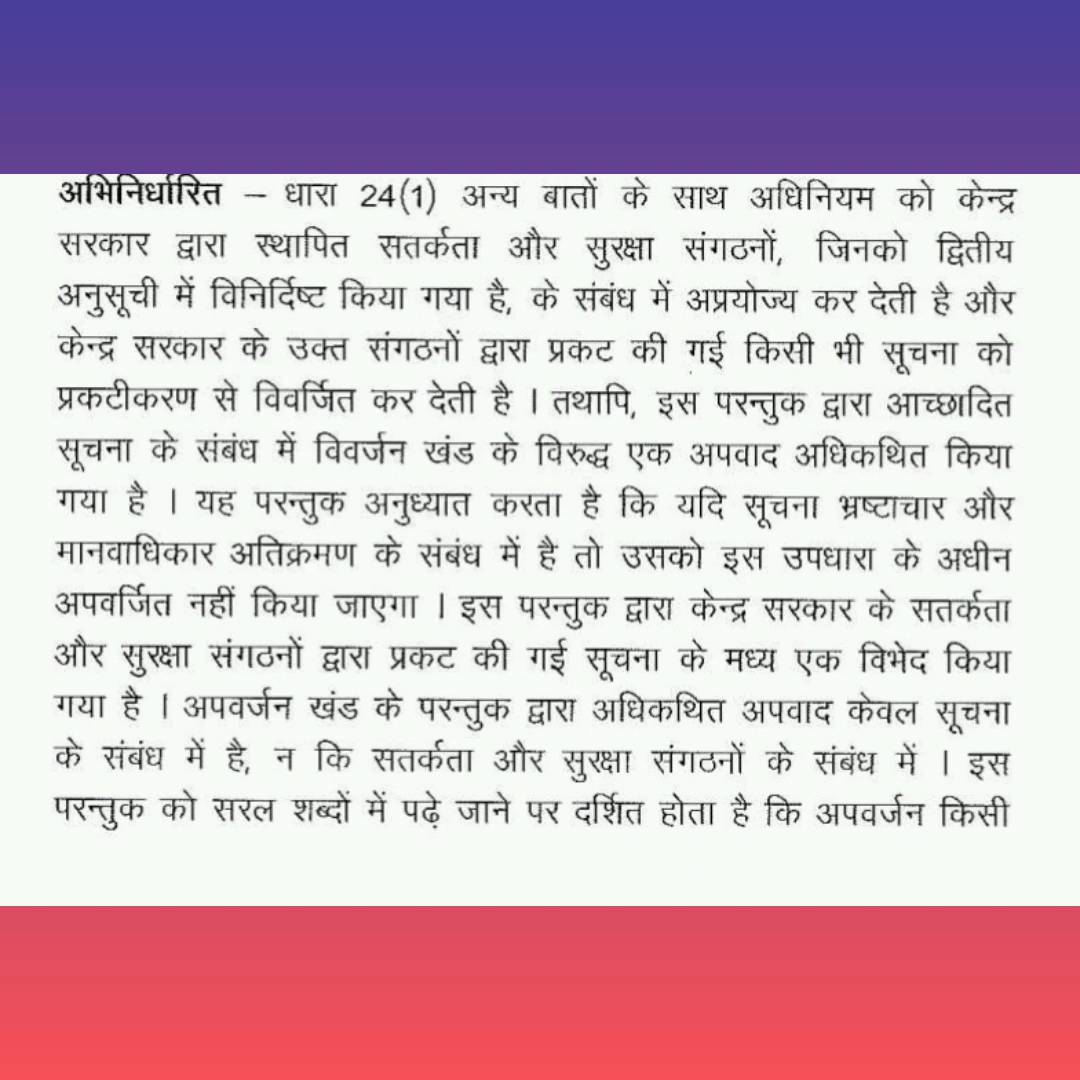 अभिनिर्धारित – धारा 24(1) अन्य बातों के साथ अधिनियम को केन्द्र
सरकार द्वारा स्थापित सतर्कता और सुरक्षा संगठनों, जिनको द्वितीय
अनुसूची में विनिर्दिष्ट किया गया है, के संबंध में अप्रयोज्य कर देती है और
केन्द्र सरकार के उक्त संगठनों द्वारा प्रकट की गई किसी भी सूचना को
प्रकटीकरण से विवर्जित कर देती है । तथापि, इस परन्तुक द्वारा आच्छादित
सूचना के संबंध में विवर्जन खंड के विरुद्ध एक अपवाद अधिकथित किया
गया है । यह परन्तुक अनुध्यात करता है कि यदि सूचना भ्रष्टाचार और
मानवाधिकार अतिक्रमण के संबंध में है तो उसको इस उपधारा के अधीन
अपवर्जित नहीं किया जाएगा । इस परन्तुक द्वारा केन्द्र सरकार के सतर्कता
और सुरक्षा संगठनों द्वारा प्रकट की गई सूचना के मध्य एक विभेद किया
गया है । अपवर्जन खंड के परन्तुक द्वारा अधिकथित अपवाद केवल सूचना
के संबंध में है, न कि सतर्कता और सुरक्षा संगठनों के संबंध में । इस
परन्तुक को सरल शब्दों में पढ़े जाने पर दर्शित होता है कि अपवर्जन किसी